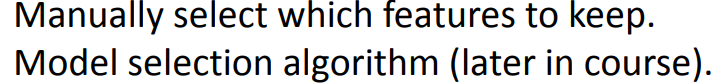 Manually select which features to keep.
Model selection algorithm (later in course).